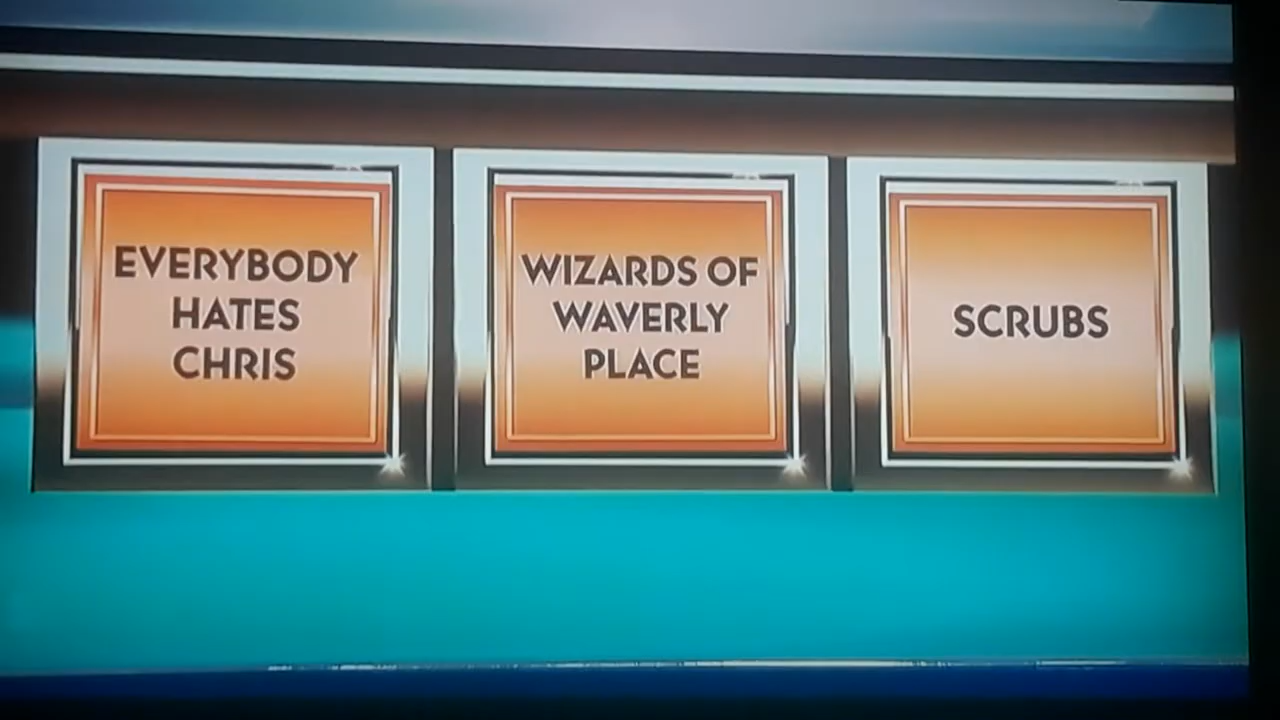 EVERYBODY
HATES
CHRIS
WIZARDS OF
WAVERLY
PLACE
SCRUBS